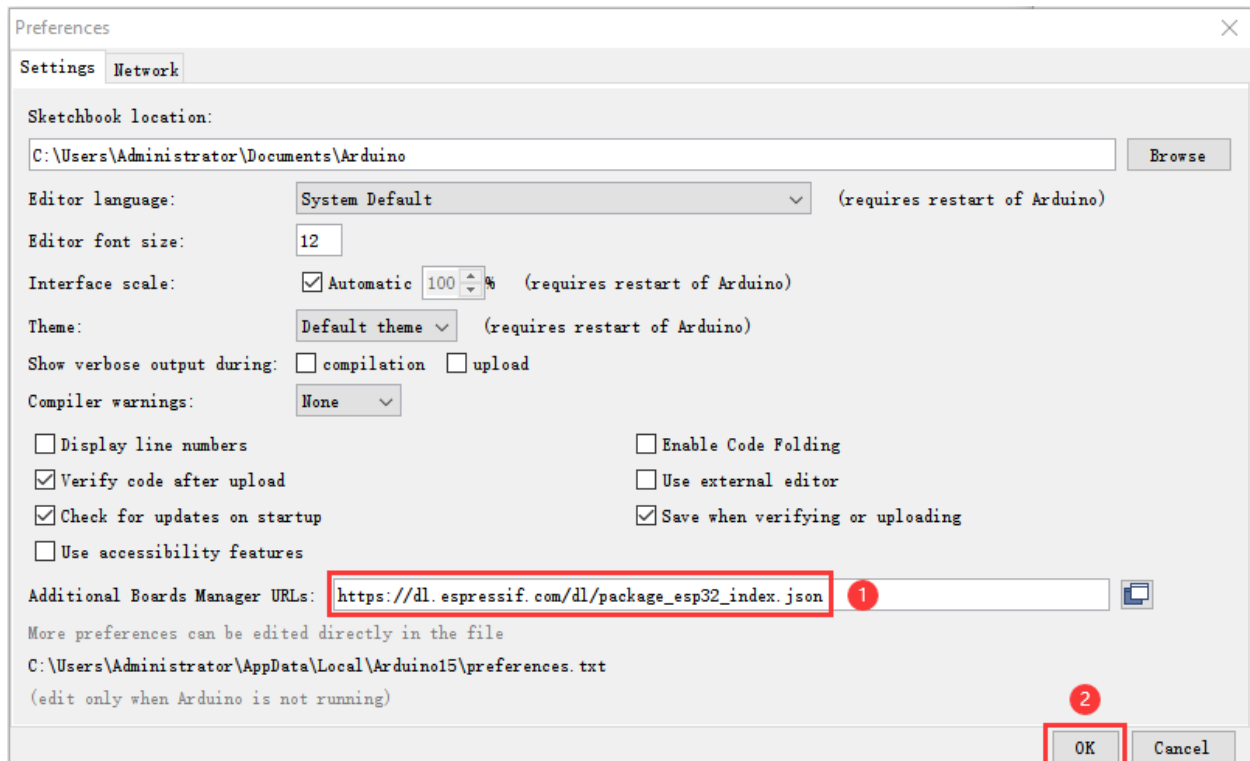 Preferences
Settings Network
Sketchbook location:
C:\Users\Administrator\Documents\Arduino Browse
Editor language: System Default (requires restart of Arduino)
Editor font size: 12
Interface scale: Automatic 100 % (requires restart of Arduino)
Theme: Default theme (requires restart of Arduino)
Show verbose output during: compilation upload
Compiler warnings: None
Display line numbers Enable Code Folding
Verify code after upload Use external editor
Check for updates on startup Save when verifying or uploading
Use accessibility features
Additional Boards Manager URLs: https://dl.espressif.com/dl/package_esp32_index.json 1
More preferences can be edited directly in the file
C:\Users\Administrator\AppData\Local\Arduino15\preferences.txt
(edit only when Arduino is not running)
2
OK Cancel